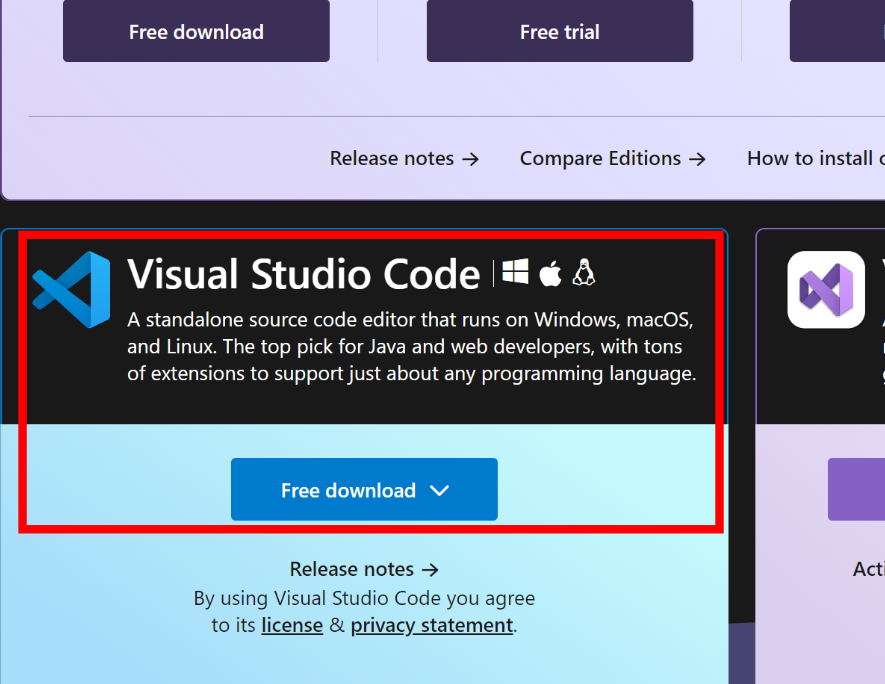 Free download
Free trial
Release notes →
Compare Editions →
How to install
Visual Studio Code
A standalone source code editor that runs on Windows, macOS,
and Linux. The top pick for Java and web developers, with tons
of extensions to support just about any programming language.
Free download
Release notes →
By using Visual Studio Code you agree
to its license & privacy statement.
Acti